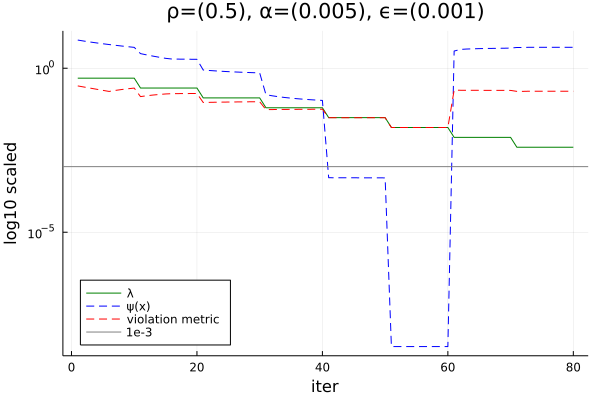 ρ=(0.5), α=(0.005), ϵ=(0.001)
log10 scaled
10⁰
10⁻⁵
λ
ψ(x)
violation metric
1e-3
0
20
40
60
80
iter